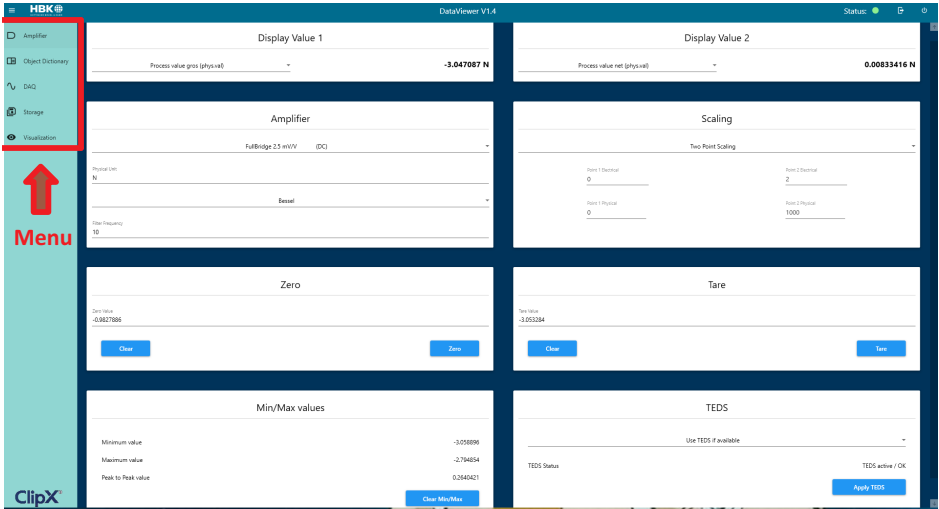 HBK
DataViewer V1.4
Status:
Amplifier
Object Dictionary
DAQ
Storage
Visualization
Menu
ClipX
Display Value 1
Process value gros (phys.val)
-3.047087 N
Display Value 2
Process value net (phys.val)
0.00833416 N
Amplifier
FullBridge 2.5 mV/V (DC)
Physical Unit
N
Bessel
Filter Frequency
10
Scaling
Two Point Scaling
Point 1 Electrical
0
Point 2 Electrical
2
Point 1 Physical
0
Point 2 Physical
1000
Zero
Zero Value
-0.9827886
Clear
Zero
Tare
Tare Value
-3.053284
Clear
Tare
Min/Max values
Minimum value -3.058896
Maximum value -2.794854
Peak to Peak value 0.2640421
Clear Min/Max
TEDS
Use TEDS if available
TEDS Status TEDS active / OK
Apply TEDS